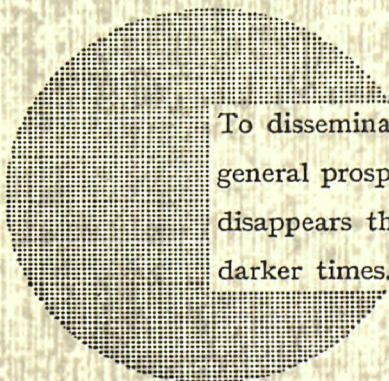 To dissemina
general prosp
disappears th
darker times.